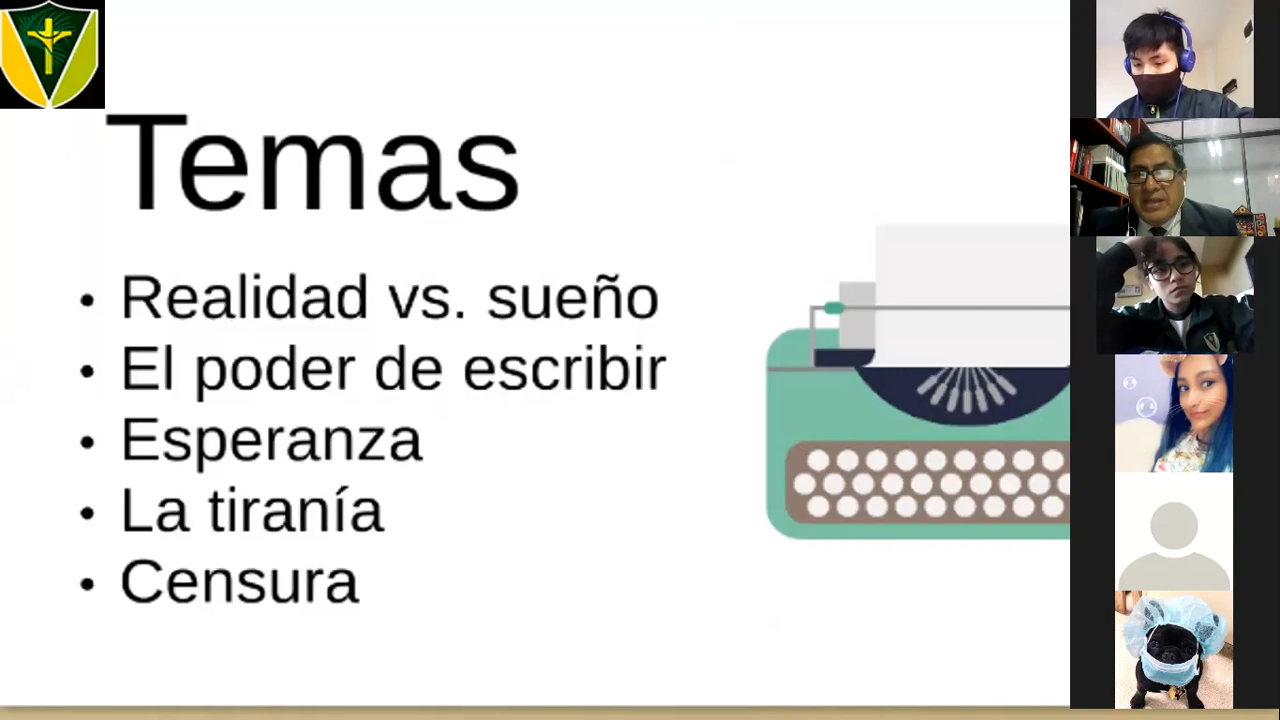 Temas
• Realidad vs. sueño
• El poder de escribir
• Esperanza
• La tiranía
• Censura